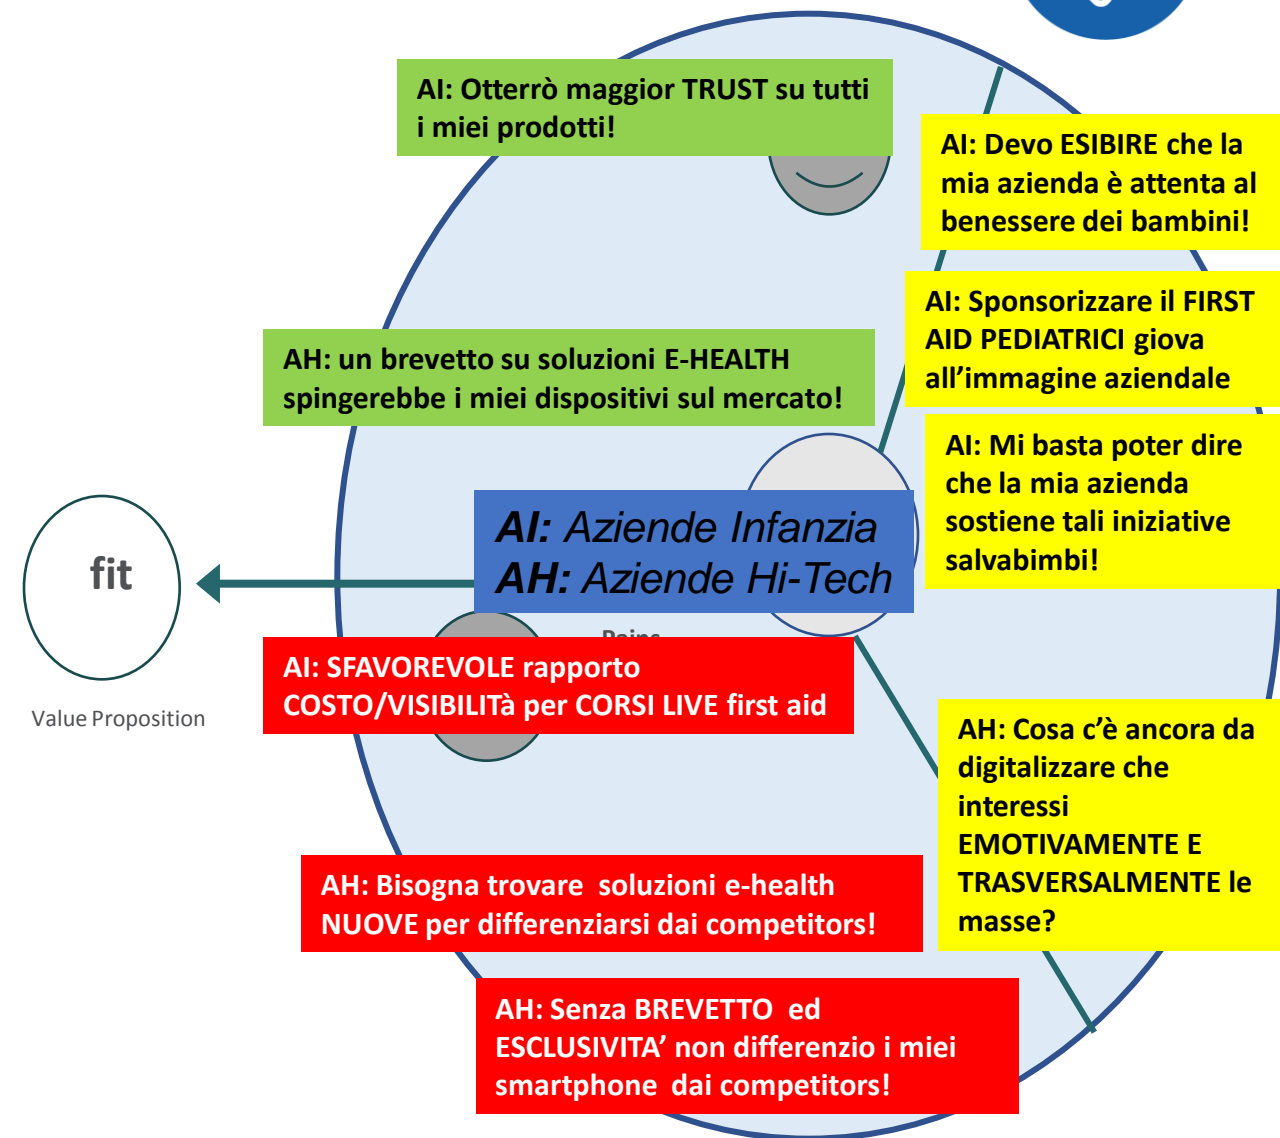 AI: Otterrò maggior TRUST su tutti
i miei prodotti!
AI: Devo ESIBIRE che la
mia azienda è attenta al
benessere dei bambini!
AI: Sponsorizzare il FIRST
AID PEDIATRICI giova
all'immagine aziendale
AH: un brevetto su soluzioni E-HEALTH
spingerebbe i miei dispositivi sul mercato!
AI: Mi basta poter dire
che la mia azienda
sostiene tali iniziative
salvabimbi!
AI: Aziende Infanzia
AH: Aziende Hi-Tech
fit
Value Proposition
Pains
AI: SFAVOREVOLE rapporto
COSTO/VISIBILITà per CORSI LIVE first aid
AH: Cosa c'è ancora da
digitalizzare che
interessi
EMOTIVAMENTE E
TRASVERSALMENTE le
masse?
AH: Bisogna trovare  soluzioni e-health
NUOVE per differenziarsi dai competitors!
AH: Senza BREVETTO  ed
ESCLUSIVITA' non differenzio i miei
smartphone  dai competitors!